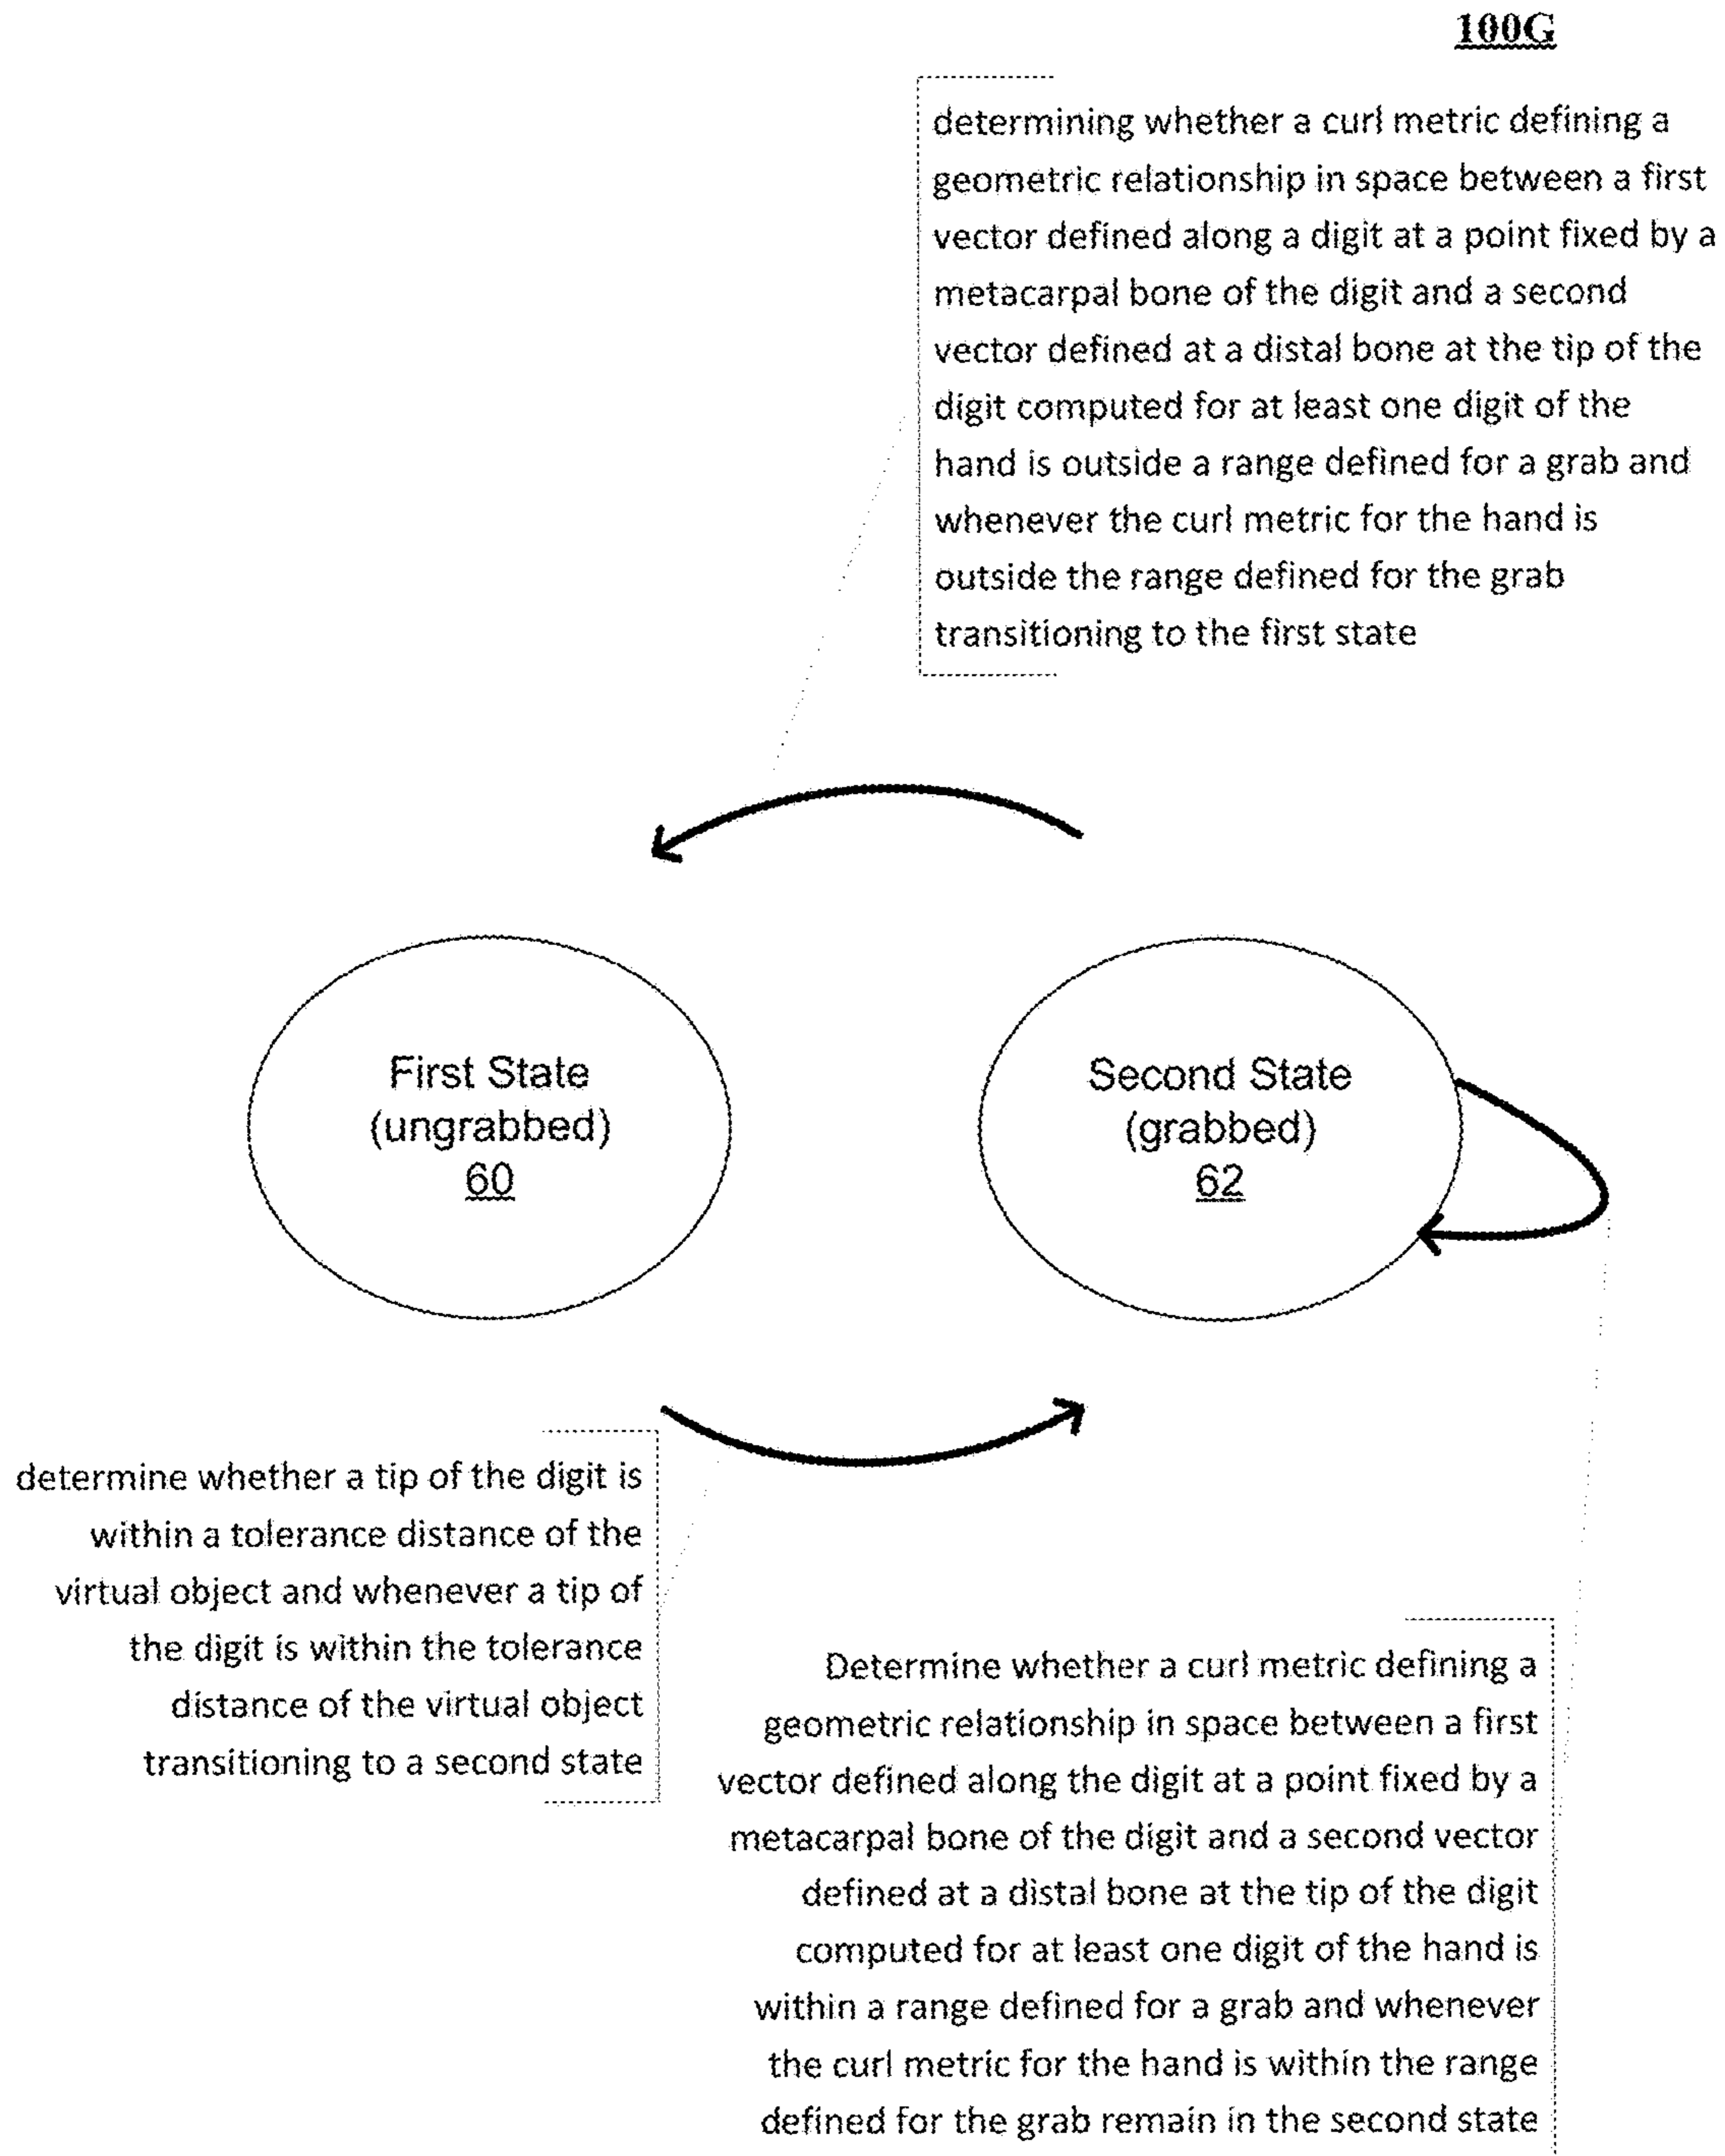 100G
determining whether a curl metric defining a
geometric relationship in space between a first
vector defined along a digit at a point fixed by a
metacarpal bone of the digit and a second
vector defined at a distal bone at the tip of the
digit computed for at least one digit of the
hand is outside a range defined for a grab and
whenever the curl metric for the hand is
outside the range defined for the grab
transitioning to the first state
First State
(ungrabbed)
60
Second State
(grabbed)
62
determine whether a tip of the digit is
within a tolerance distance of the
virtual object and whenever a tip of
the digit is within the tolerance
distance of the virtual object
transitioning to a second state
Determine whether a curl metric defining a
geometric relationship in space between a first
vector defined along the digit at a point fixed by a
metacarpal bone of the digit and a second vector
defined at a distal bone at the tip of the digit
computed for at least one digit of the hand is
within a range defined for a grab and whenever
the curl metric for the hand is within the range
defined for the grab remain in the second state